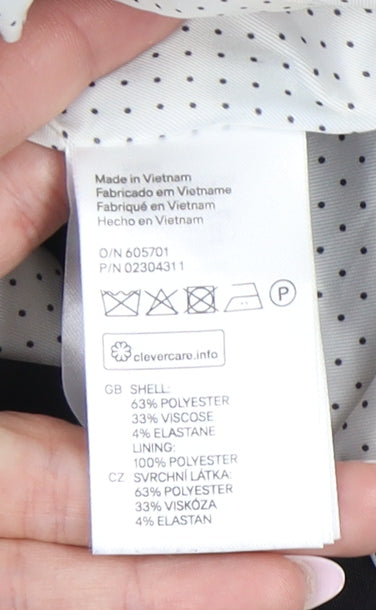 Made in Vietnam
Fabricado em Vietname
Fabriqué en Vietnam
Hecho en Vietnam
O/N 605701
P/N 02304311
P
clevercare.info
GB SHELL:
63% POLYESTER
33% VISCOSE
4% ELASTANE
LINING:
100% POLYESTER
CZ SVRCHNÍ LÁTKA:
63% POLYESTER
33% VISKÓZA
4% ELASTAN